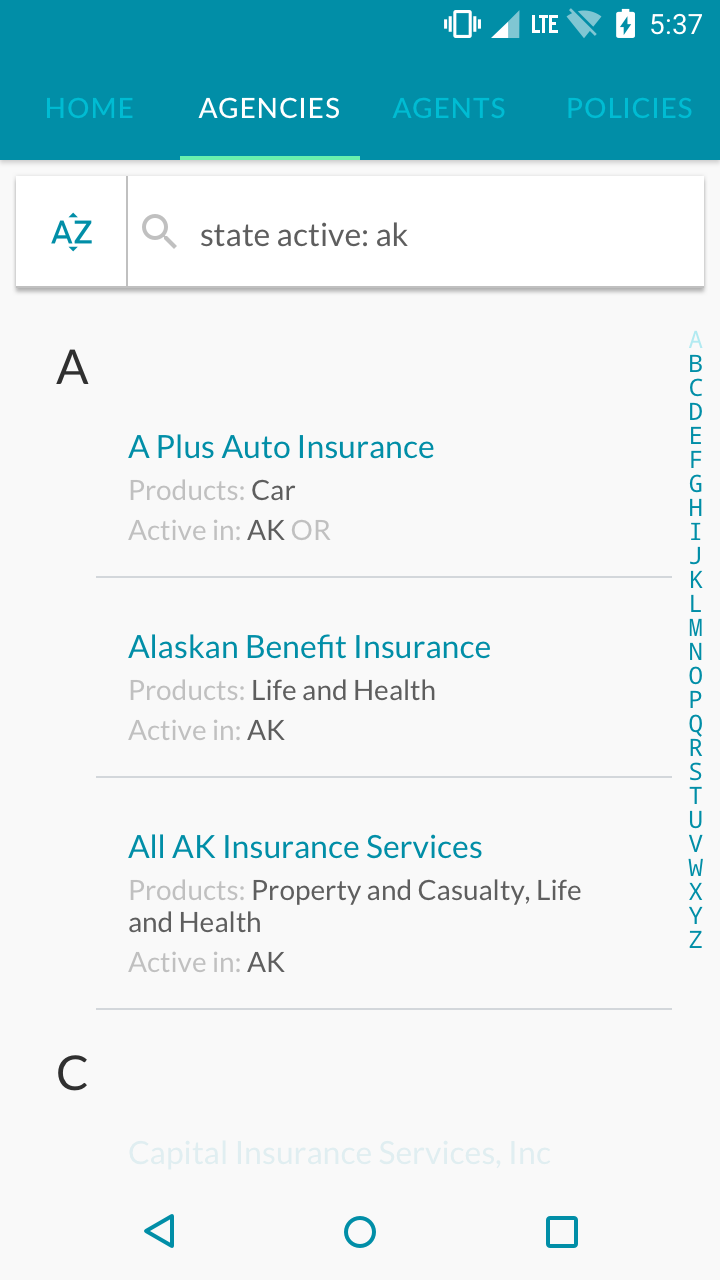 LTE 5:37
HOME AGENCIES AGENTS POLICIES
AZ state active: ak
A
A Plus Auto Insurance
Products: Car
Active in: AK OR
Alaskan Benefit Insurance
Products: Life and Health
Active in: AK
All AK Insurance Services
Products: Property and Casualty, Life
and Health
Active in: AK
C
Capital Insurance Services, Inc
A
B
C
D
E
F
G
H
I
J
K
L
M
N
O
P
Q
R
S
T
U
V
W
X
Y
Z